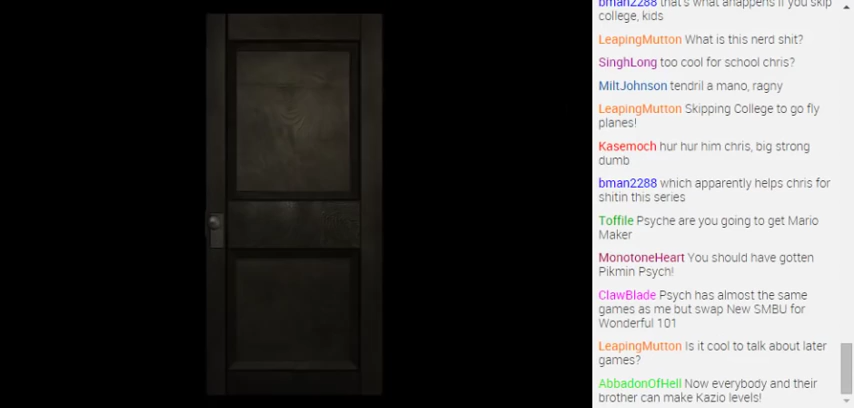 bman2288 that's what ahappens if you skip
college, kids
LeapingMutton What is this nerd shit?
SinghLong too cool for school chris?
MiltJohnson tendril a mano, ragny
LeapingMutton Skipping College to go fly
planes!
Kasemoch hur hur him chris, big strong
dumb
bman2288 which apparently helps chris for
shitin this series
Toffile Psyche are you going to get Mario
Maker
MonotoneHeart You should have gotten
Pikmin Psych!
ClawBlade Psych has almost the same
games as me but swap New SMBU for
Wonderful 101
LeapingMutton Is it cool to talk about later
games?
AbbadonOfHell Now everybody and their
brother can make Kazio levels!